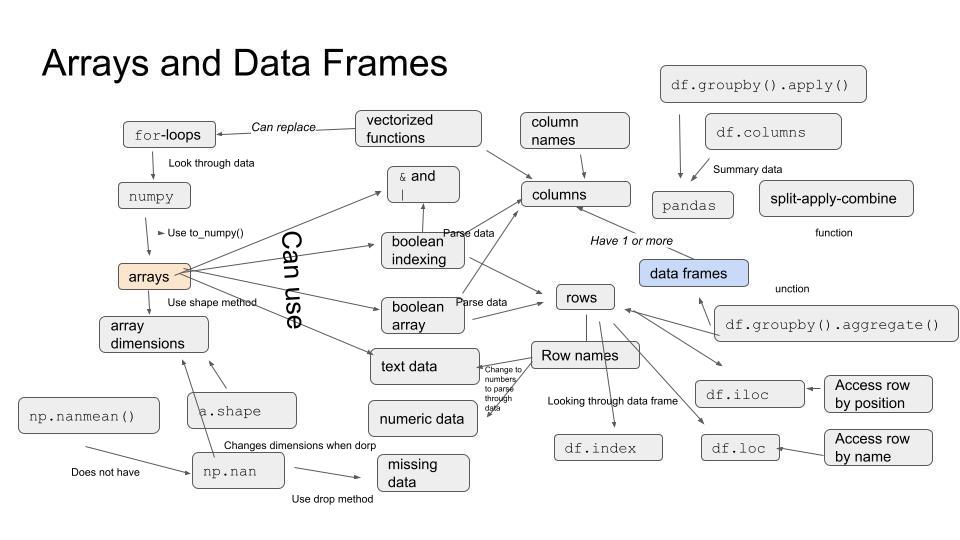 Arrays and Data Frames
df.groupby().apply()
vectorized
functions
column
names
for-loops
Can replace
df.columns
Look through data
Summary data
& and
|
numpy
columns
pandas
split-apply-combine
Use to_numpy()
Can use
Parse data
boolean
indexing
Have 1 or more
function
arrays
data frames
Use shape method
boolean
array
Parse data
rows
unction
array
dimensions
df.groupby().aggregate()
text data
Row names
Change to
numbers
to parse
through
data
df.iloc
Access row
by position
np.nanmean()
a.shape
numeric data
Looking through data frame
Changes dimensions when dorp
df.index
df.loc
Access row
by name
Does not have
np.nan
missing
data
Use drop method